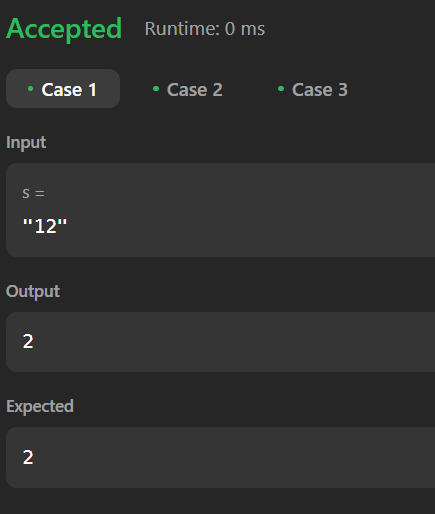 Accepted Runtime: 0 ms
• Case 1 • Case 2 • Case 3
Input
s =
"12"
Output
2
Expected
2